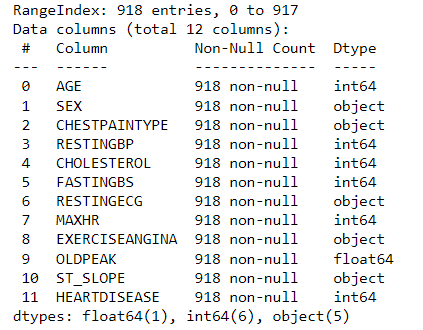 RangeIndex: 918 entries, 0 to 917
Data columns (total 12 columns):
 #   Column          Non-Null Count  Dtype
---  ------          --------------  -----
 0   AGE             918 non-null    int64
 1   SEX             918 non-null    object
 2   CHESTPAINTYPE   918 non-null    object
 3   RESTINGBP       918 non-null    int64
 4   CHOLESTEROL     918 non-null    int64
 5   FASTINGBS       918 non-null    int64
 6   RESTINGECG      918 non-null    object
 7   MAXHR           918 non-null    int64
 8   EXERCISEANGINA  918 non-null    object
 9   OLDPEAK         918 non-null    float64
 10  ST_SLOPE        918 non-null    object
 11  HEARTDISEASE    918 non-null    int64
dtypes: float64(1), int64(6), object(5)